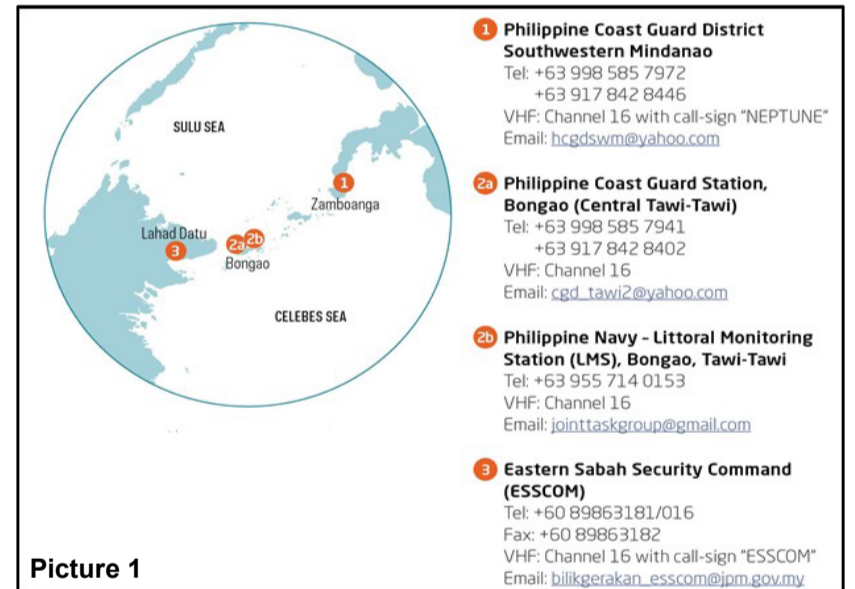 SULU SEA
1
Zamboanga
Lahad Datu
3
2a
2b
Bongao
CELEBES SEA
Picture 1
1 Philippine Coast Guard District
Southwestern Mindanao
Tel: +63 998 585 7972
+63 917 842 8446
VHF: Channel 16 with call-sign "NEPTUNE"
Email: hcgdswm@yahoo.com
2a Philippine Coast Guard Station,
Bongao (Central Tawi-Tawi)
Tel: +63 998 585 7941
+63 917 842 8402
VHF: Channel 16
Email: cgd_tawi2@yahoo.com
2b Philippine Navy - Littoral Monitoring
Station (LMS), Bongao, Tawi-Tawi
Tel: +63 955 714 0153
VHF: Channel 16
Email: jointtaskgroup@gmail.com
3 Eastern Sabah Security Command
(ESSCOM)
Tel: +60 89863181/016
Fax: +60 89863182
VHF: Channel 16 with call-sign "ESSCOM"
Email: bilikgerakan_esscom@jpm.gov.my